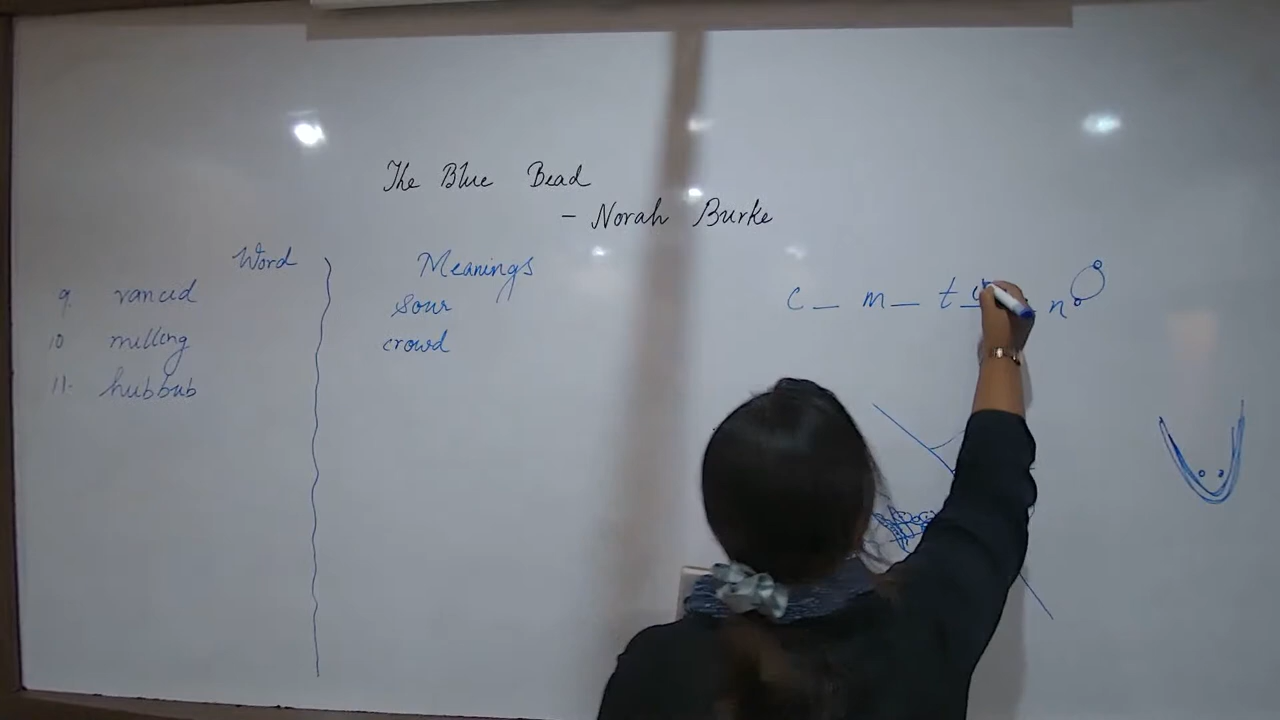 The Blue Bead
- Norah Burke
Word Meanings
9. rancid sour
10 milling crowd
11. hubbub
C _ m _ t
n